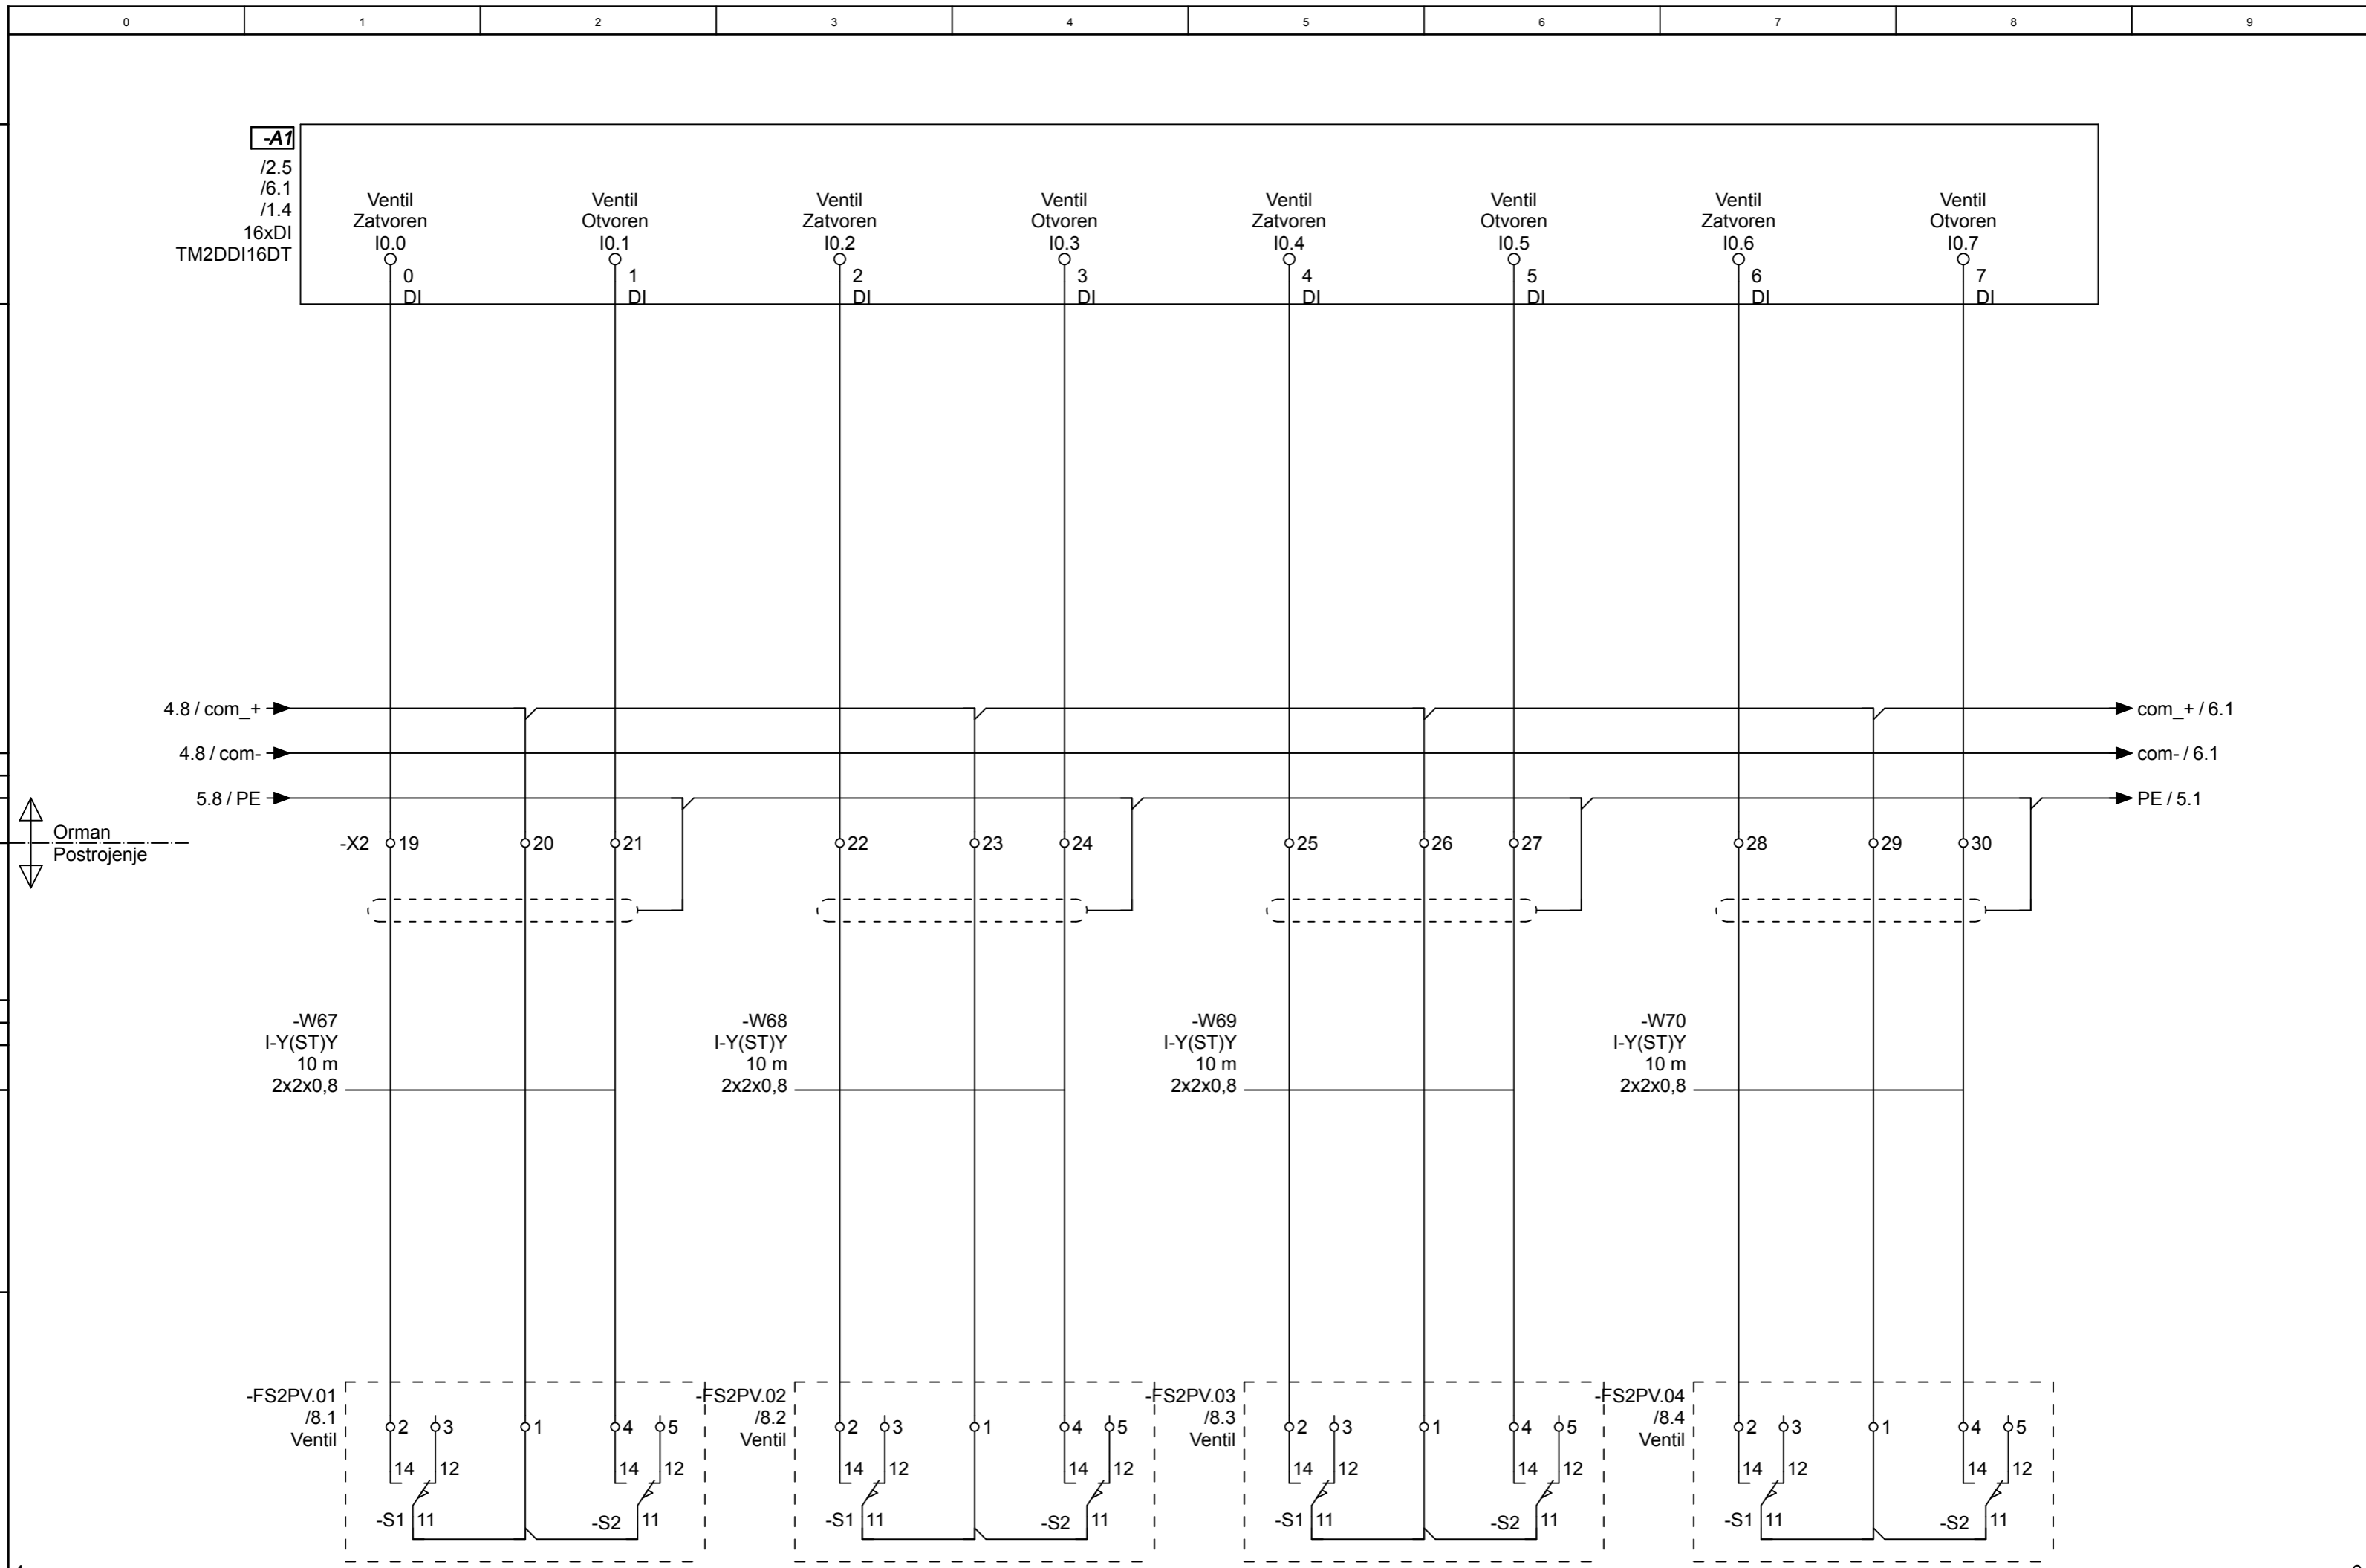 0 1 2 3 4 5 6 7 8 9
-A1
/2.5
/6.1
/1.4
16xDI
TM2DDI16DT
Ventil Ventil Ventil Ventil Ventil Ventil Ventil Ventil
Zatvoren Otvoren Zatvoren Otvoren Zatvoren Otvoren Zatvoren Otvoren
I0.0 I0.1 I0.2 I0.3 I0.4 I0.5 I0.6 I0.7
0 1 2 3 4 5 6 7
DI DI DI DI DI DI DI DI
4.8 / com_+ com_+ / 6.1
4.8 / com- com- / 6.1
5.8 / PE PE / 5.1
Orman
Postrojenje
-X2 19 20 21 22 23 24 25 26 27 28 29 30
-W67 -W68 -W69 -W70
I-Y(ST)Y I-Y(ST)Y I-Y(ST)Y I-Y(ST)Y
10 m 10 m 10 m 10 m
2x2x0,8 2x2x0,8 2x2x0,8 2x2x0,8
-FS2PV.01 -FS2PV.02 -FS2PV.03 -FS2PV.04
/8.1 /8.2 /8.3 /8.4
Ventil Ventil Ventil Ventil
2 3 1 4 5 2 3 1 4 5 2 3 1 4 5 2 3 1 4 5
14 12 14 12 14 12 14 12 14 12 14 12 14 12 14 12
-S1 11 -S2 11 -S1 11 -S2 11 -S1 11 -S2 11 -S1 11 -S2 11